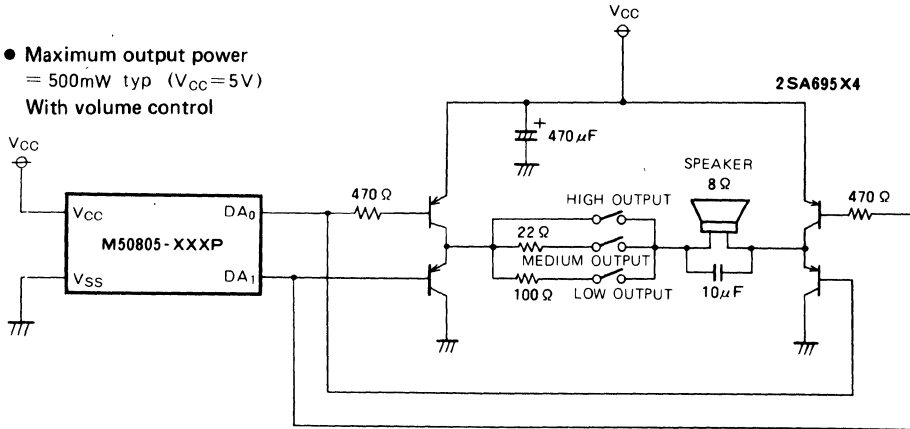 ● Maximum output power
= 500mW typ (VCC=5V)
With volume control
VCC
VCC
2SA695X4
+
470μF
SPEAKER
8Ω
470Ω
470Ω
HIGH OUTPUT
22Ω
MEDIUM OUTPUT
100Ω
LOW OUTPUT
10μF
VCC
DA0
M50805-XXXP
VSS
DA1